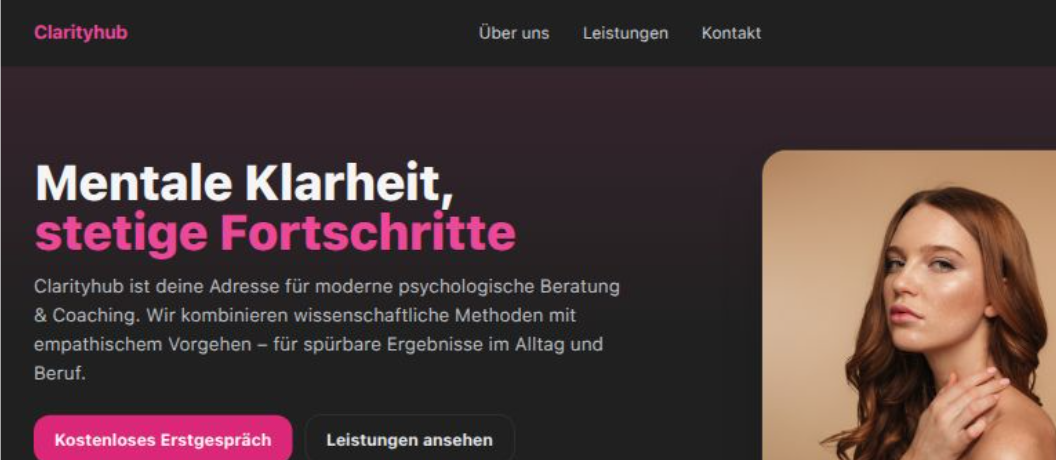 Clarityhub
Über uns Leistungen Kontakt
Mentale Klarheit,
stetige Fortschritte
Clarityhub ist deine Adresse für moderne psychologische Beratung
& Coaching. Wir kombinieren wissenschaftliche Methoden mit
empathischem Vorgehen – für spürbare Ergebnisse im Alltag und
Beruf.
Kostenloses Erstgespräch
Leistungen ansehen